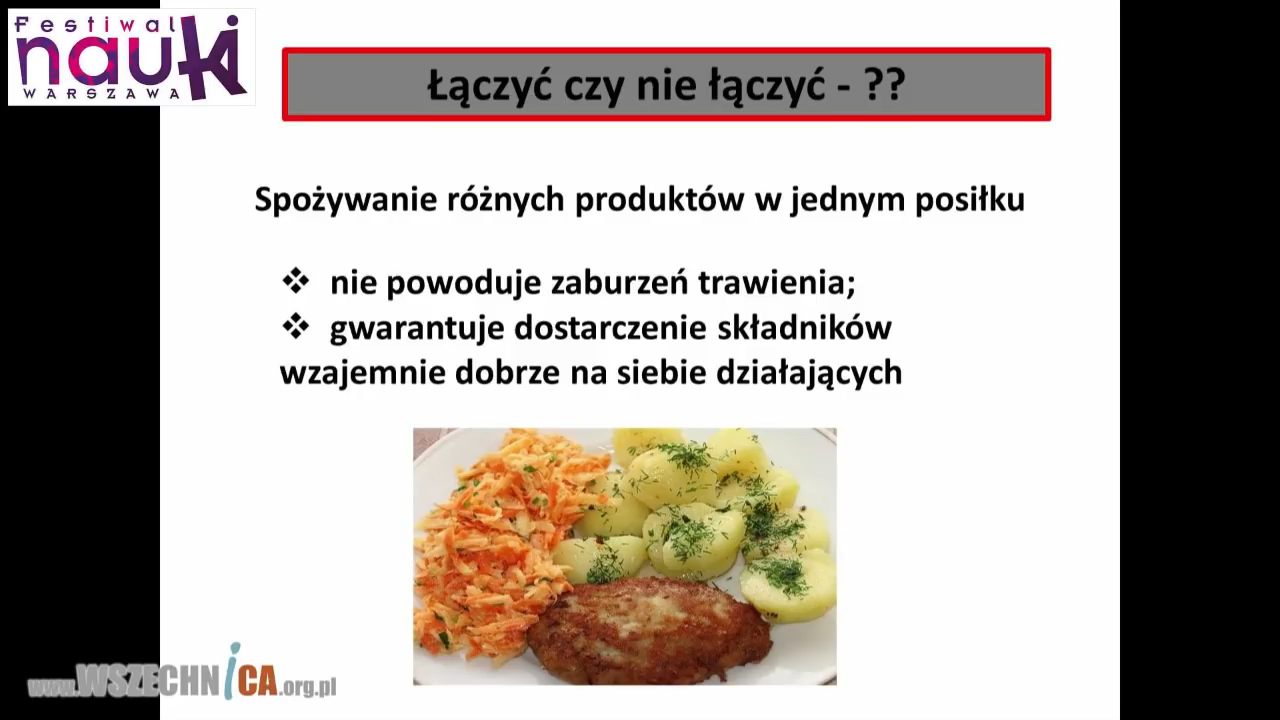 Festiwal
nauki
WARSZAWA
Łączyć czy nie łączyć - ??
Spożywanie różnych produktów w jednym posiłku
❖ nie powoduje zaburzeń trawienia;
❖ gwarantuje dostarczenie składników
wzajemnie dobrze na siebie działających
www.WSZECHNiCA.org.pl